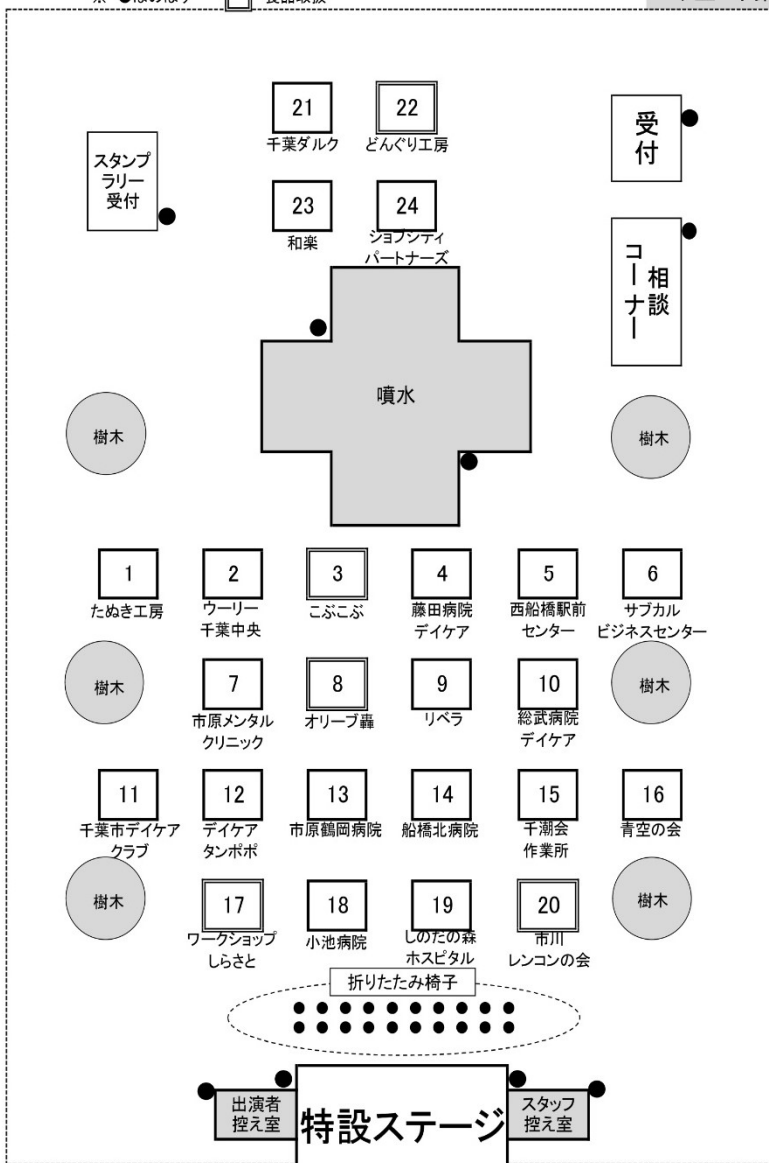 ※ ●はのぼり 食品取扱
21
千葉ダルク
22
どんぐり工房
受
付
スタンプ
ラリー
受付
23
和楽
24
ジョブシティ
パートナーズ
相談
コーナー
噴水
樹木
樹木
1
たぬき工房
2
ウーリー
千葉中央
3
こぶこぶ
4
藤田病院
デイケア
5
西船橋駅前
センター
6
サブカル
ビジネスセンター
樹木
7
市原メンタル
クリニック
8
オリーブ轟
9
リベラ
10
総武病院
デイケア
樹木
11
千葉市デイケア
クラブ
12
デイケア
タンポポ
13
市原鶴岡病院
14
船橋北病院
15
千潮会
作業所
16
青空の会
樹木
17
ワークショップ
しらさと
18
小池病院
19
しのだの森
ホスピタル
20
市川
レンコンの会
樹木
折りたたみ椅子
出演者
控え室
特設ステージ
スタッフ
控え室